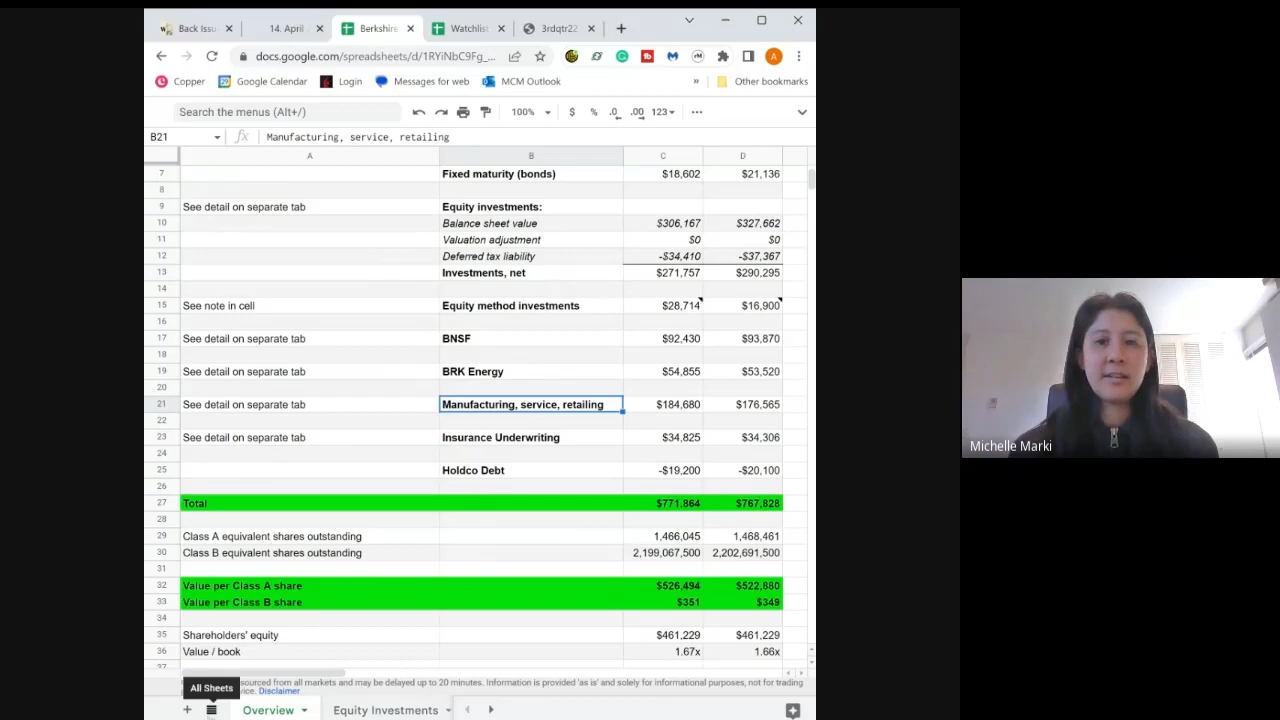 Back Issu
14. April
Berkshire
Watchlist
3rdqtr22
docs.google.com/spreadsheets/d/1RYiNbC9Fg_...
A
Copper Google Calendar Login Messages for web MCM Outlook » Other bookmarks
Search the menus (Alt+/) 100% $ % .0 .00 123
B21 fx Manufacturing, service, retailing
A B C D
7 Fixed maturity (bonds) $18,602 $21,136
8
9 See detail on separate tab Equity investments:
10 Balance sheet value $306,167 $327,662
11 Valuation adjustment $0 $0
12 Deferred tax liability -$34,410 -$37,367
13 Investments, net $271,757 $290,295
14
15 See note in cell Equity method investments $28,714 $16,900
16
17 See detail on separate tab BNSF $92,430 $93,870
18
19 See detail on separate tab BRK Energy $54,855 $53,520
20
21 See detail on separate tab Manufacturing, service, retailing $184,680 $176,565
22
23 See detail on separate tab Insurance Underwriting $34,825 $34,306
24
25 Holdco Debt -$19,200 -$20,100
26
27 Total $771,864 $767,828
28
29 Class A equivalent shares outstanding 1,466,045 1,468,461
30 Class B equivalent shares outstanding 2,199,067,500 2,202,691,500
31
32 Value per Class A share $526,494 $522,880
33 Value per Class B share $351 $349
34
35 Shareholders' equity $461,229 $461,229
36 Value / book 1.67x 1.66x
37
sourced from all markets and may be delayed up to 20 minutes. Information is provided 'as is' and solely for informational purposes, not for trading
vice. Disclaimer
All Sheets
Overview Equity Investments
Michelle Marki